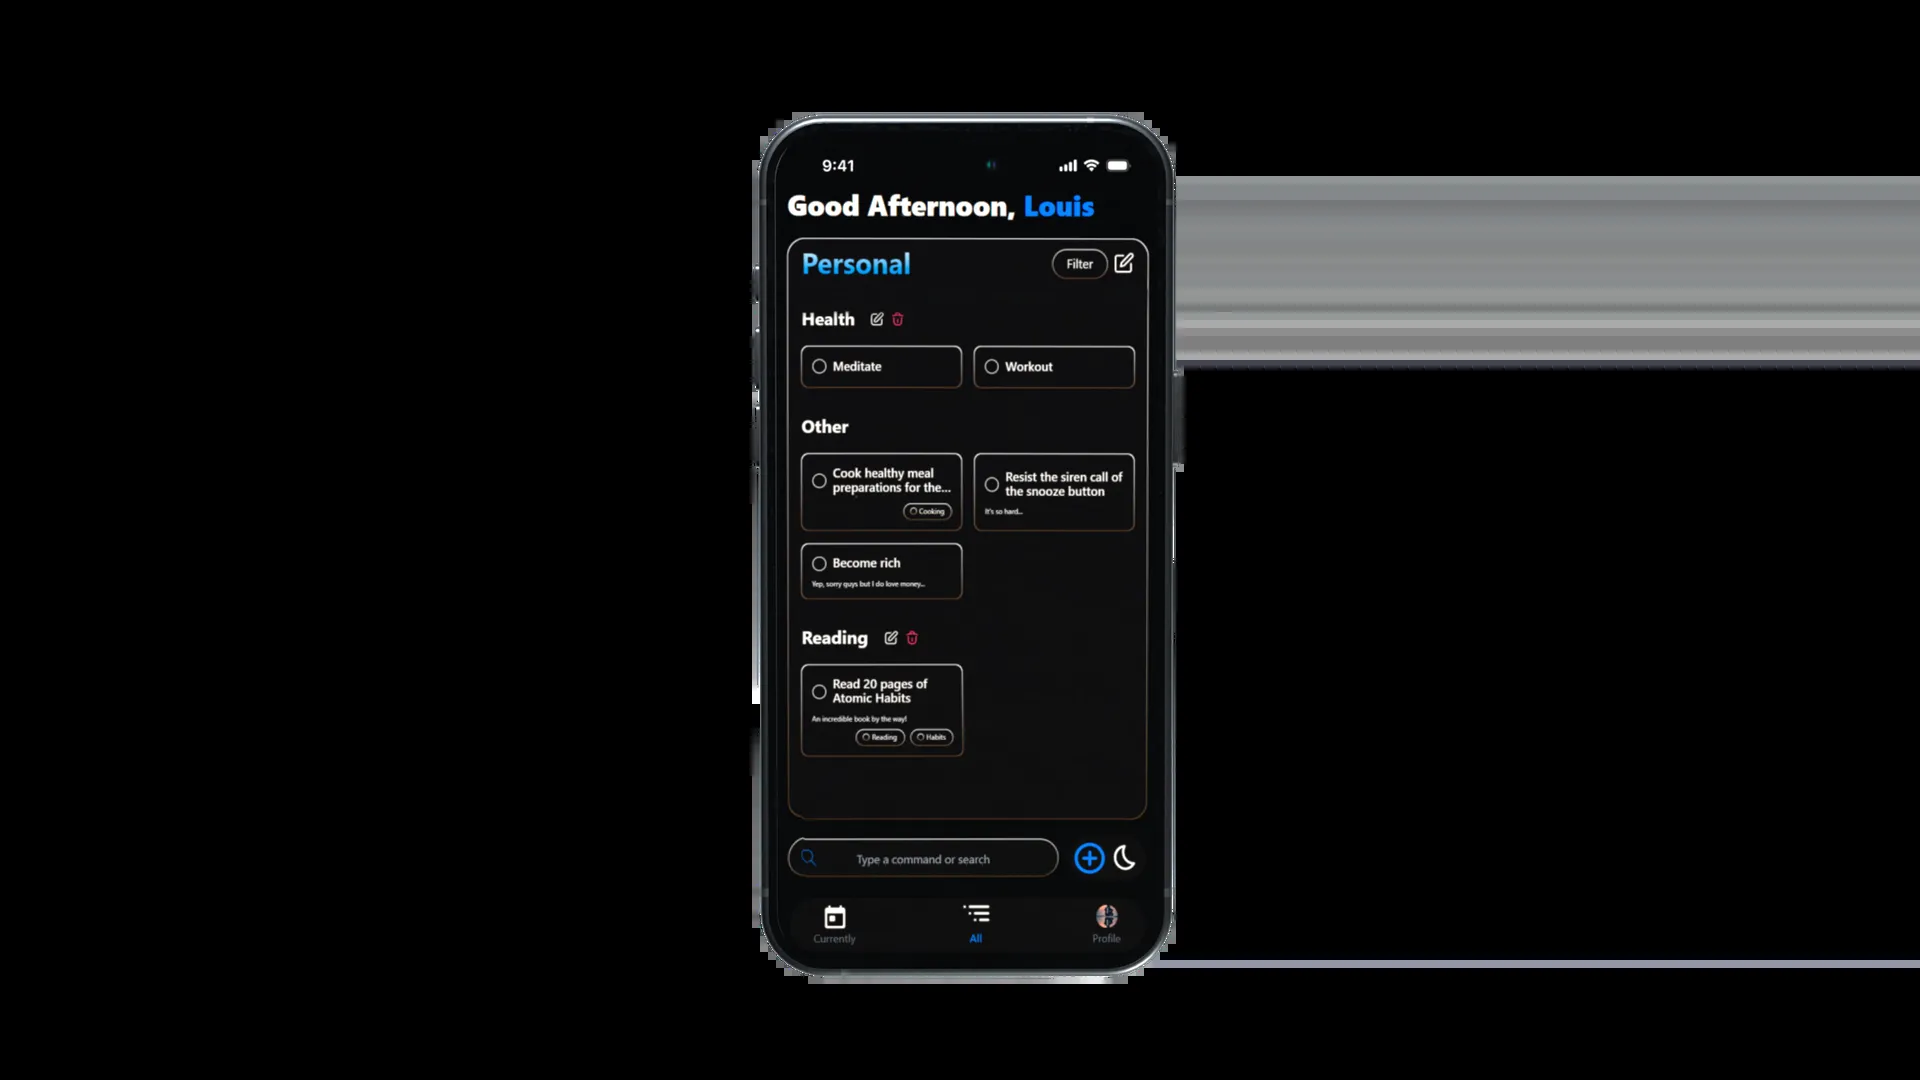 9:41
Good Afternoon, Louis
Personal
Filter
Health
Meditate
Workout
Other
Cook healthy meal
preparations for the...
Cooking
Resist the siren call of
the snooze button
It's so hard...
Become rich
Yep, sorry guys but I do love money...
Reading
Read 20 pages of
Atomic Habits
An incredible book by the way!
Reading
Habits
Type a command or search
Currently
All
Profile